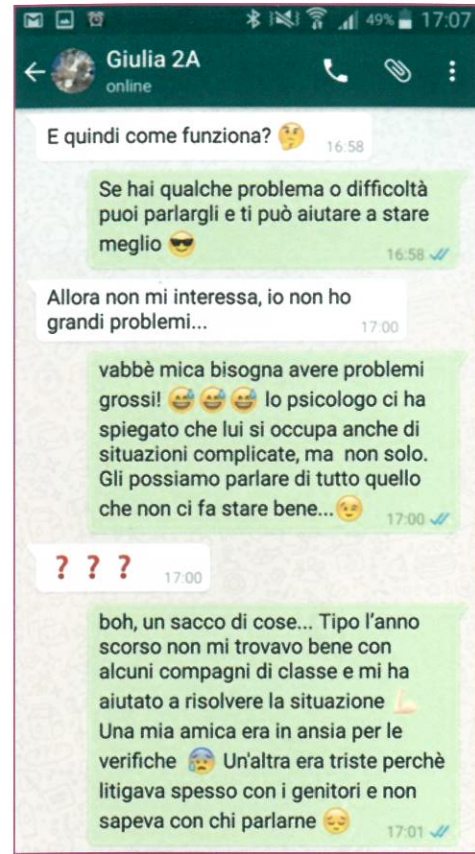 49% 17:07
Giulia 2A
online
E quindi come funziona? 🤔
16:58
Se hai qualche problema o difficoltà
puoi parlargli e ti può aiutare a stare
meglio 😎
16:58
Allora non mi interessa, io non ho
grandi problemi...
17:00
vabbè mica bisogna avere problemi
grossi! 😅 😅 😅 lo psicologo ci ha
spiegato che lui si occupa anche di
situazioni complicate, ma non solo.
Gli possiamo parlare di tutto quello
che non ci fa stare bene...😉
17:00
❓ ❓ ❓
17:00
boh, un sacco di cose... Tipo l'anno
scorso non mi trovavo bene con
alcuni compagni di classe e mi ha
aiutato a risolvere la situazione 💪🏻
Una mia amica era in ansia per le
verifiche 😰 Un'altra era triste perchè
litigava spesso con i genitori e non
sapeva con chi parlarne 😔
17:01